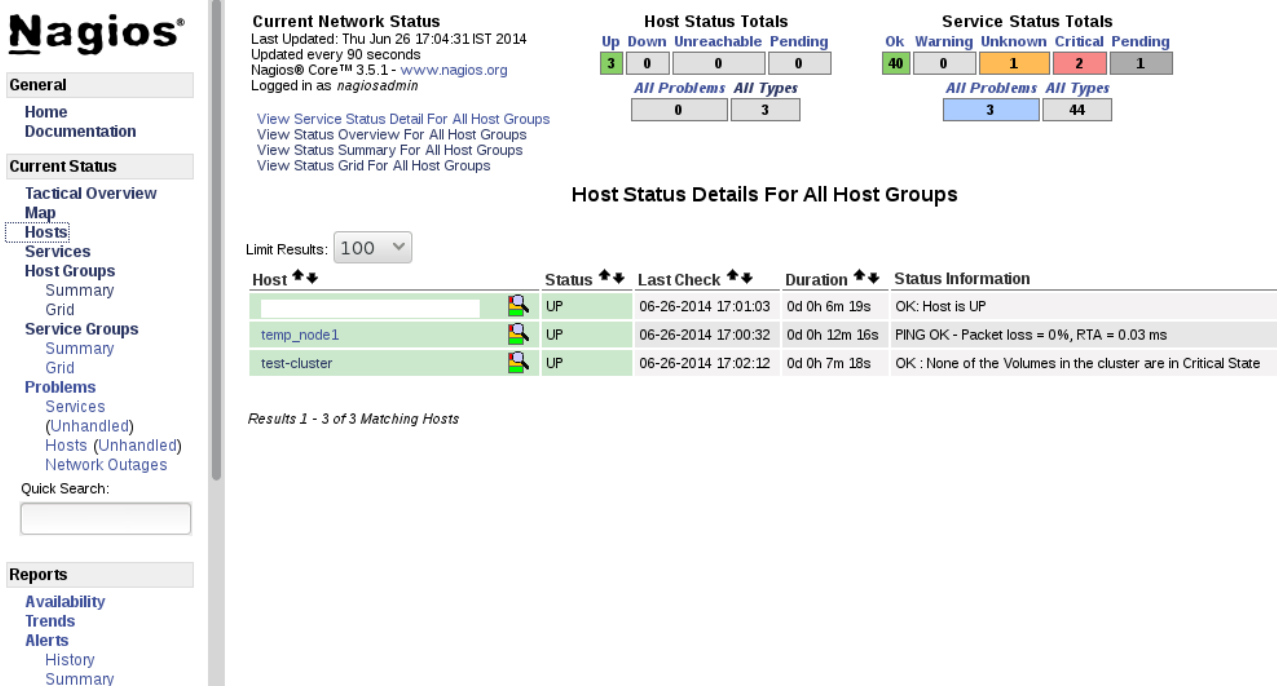 Nagios®
General
Home
Documentation
Current Status
Tactical Overview
Map
Hosts
Services
Host Groups
Summary
Grid
Service Groups
Summary
Grid
Problems
Services
(Unhandled)
Hosts (Unhandled)
Network Outages
Quick Search:
Reports
Availability
Trends
Alerts
History
Summary
Current Network Status
Last Updated: Thu Jun 26 17:04:31 IST 2014
Updated every 90 seconds
Nagios® Core™ 3.5.1 - www.nagios.org
Logged in as nagiosadmin
View Service Status Detail For All Host Groups
View Status Overview For All Host Groups
View Status Summary For All Host Groups
View Status Grid For All Host Groups
Host Status Totals
Up Down Unreachable Pending
3 0 0 0
All Problems All Types
0 3
Service Status Totals
Ok Warning Unknown Critical Pending
40 0 1 2 1
All Problems All Types
3 44
Host Status Details For All Host Groups
Limit Results: 100
Host Status Last Check Duration Status Information
UP 06-26-2014 17:01:03 0d 0h 6m 19s OK: Host is UP
temp_node1 UP 06-26-2014 17:00:32 0d 0h 12m 16s PING OK - Packet loss = 0%, RTA = 0.03 ms
test-cluster UP 06-26-2014 17:02:12 0d 0h 7m 18s OK : None of the Volumes in the cluster are in Critical State
Results 1 - 3 of 3 Matching Hosts